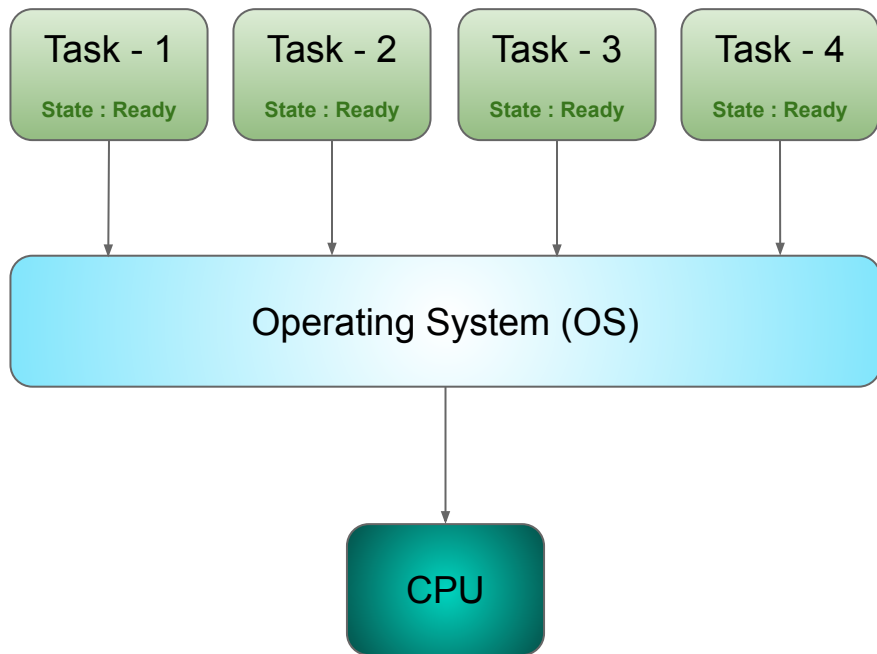 Task - 1
State : Ready
Task - 2
State : Ready
Task - 3
State : Ready
Task - 4
State : Ready
Operating System (OS)
CPU